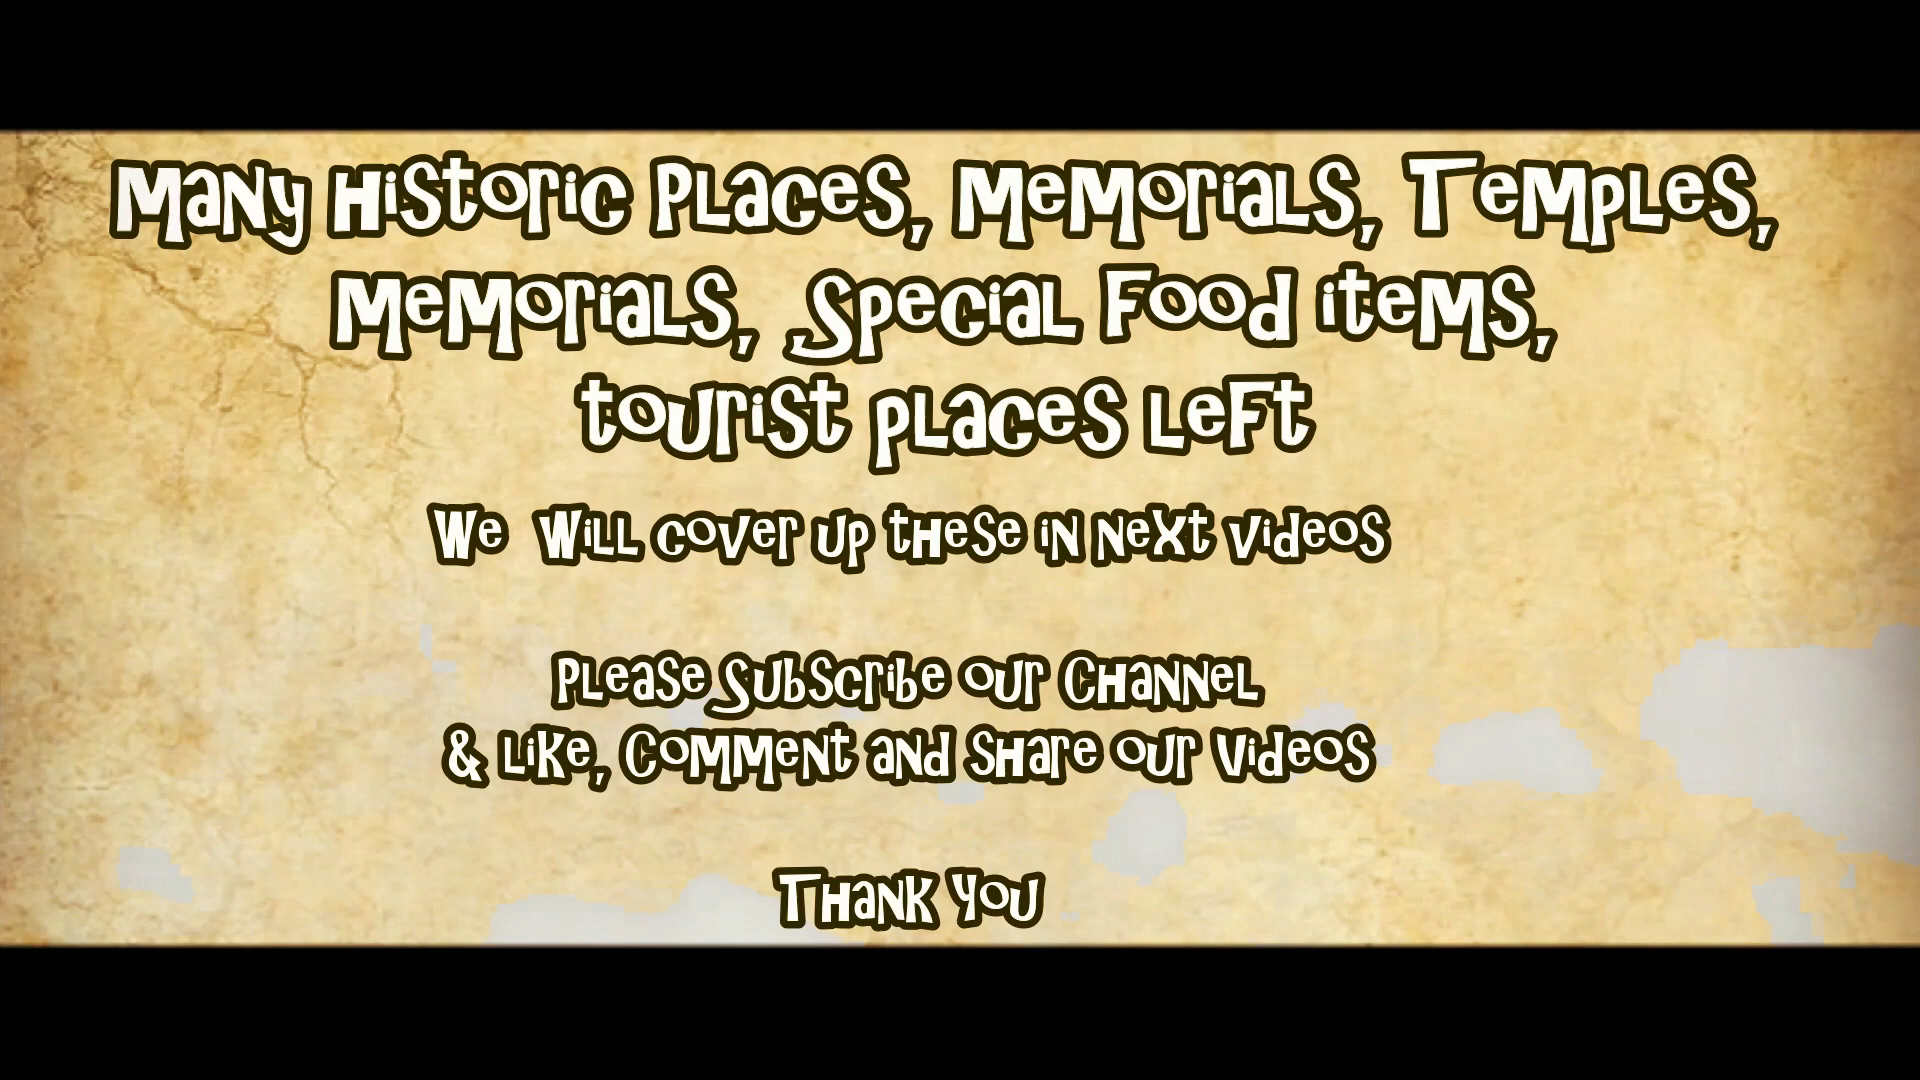 Many Historic Places, Memorials, Temples,
Memorials, Special Food items,
tourist places left
We Will cover up these in next videos
Please Subscribe our Channel
& Like, Comment and Share our Videos
Thank You